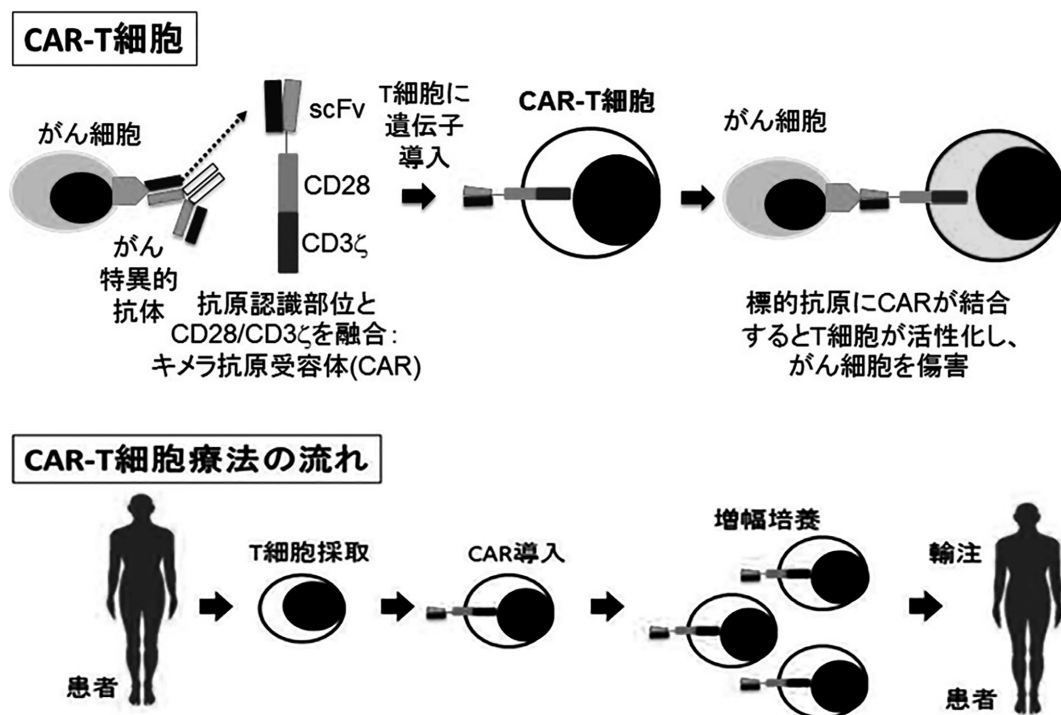 CAR-T細胞
がん細胞
がん
特異的
抗体
scFv
CD28
CD3ζ
抗原認識部位と
CD28/CD3ζを融合：
キメラ抗原受容体(CAR)
T細胞に
遺伝子
導入
CAR-T細胞
がん細胞
標的抗原にCARが結合
するとT細胞が活性化し、
がん細胞を傷害
CAR-T細胞療法の流れ
患者
T細胞採取
CAR導入
増幅培養
輸注
患者